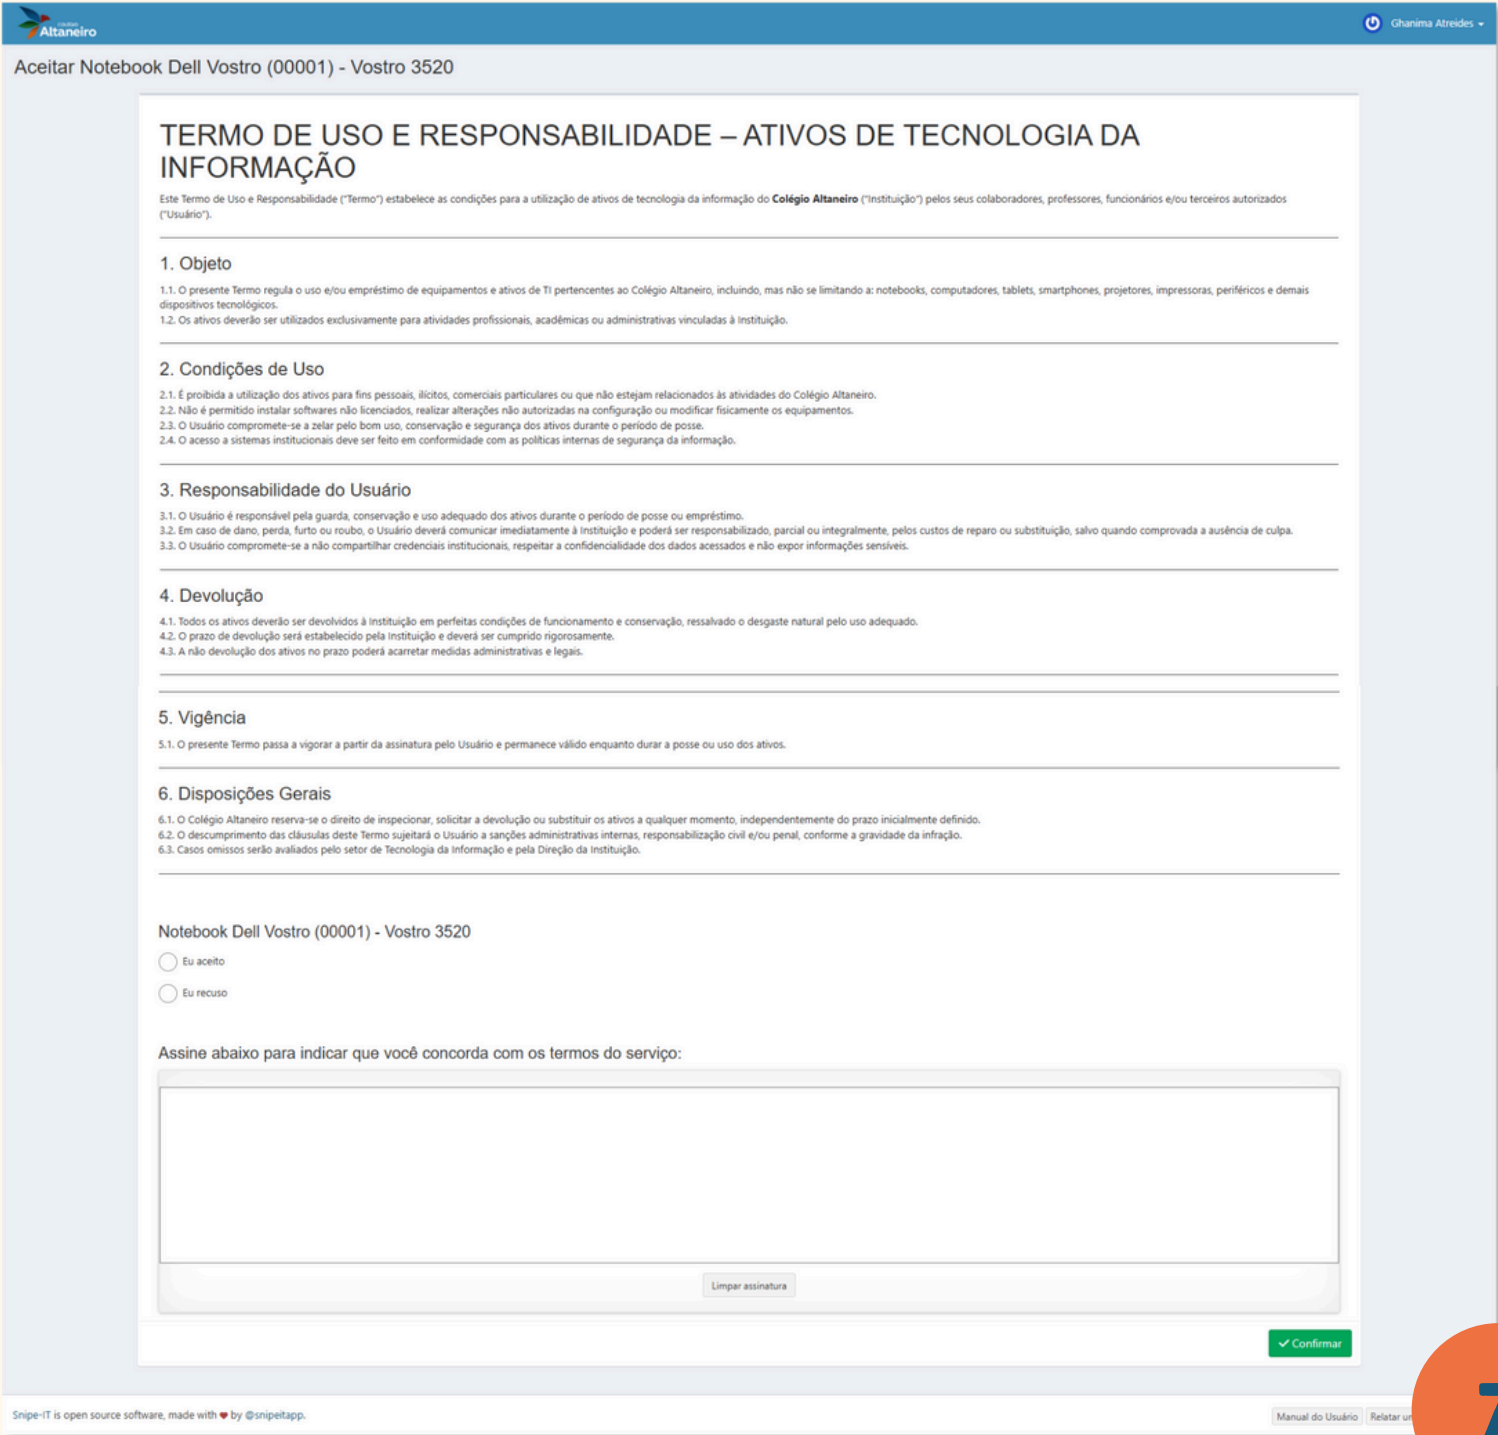 colégio
Altaneiro
Ghanima Atreides
Aceitar Notebook Dell Vostro (00001) - Vostro 3520
TERMO DE USO E RESPONSABILIDADE – ATIVOS DE TECNOLOGIA DA
INFORMAÇÃO
Este Termo de Uso e Responsabilidade ("Termo") estabelece as condições para a utilização de ativos de tecnologia da informação do Colégio Altaneiro ("Instituição") pelos seus colaboradores, professores, funcionários e/ou terceiros autorizados
("Usuário").
1. Objeto
1.1. O presente Termo regula o uso e/ou empréstimo de equipamentos e ativos de TI pertencentes ao Colégio Altaneiro, incluindo, mas não se limitando a: notebooks, computadores, tablets, smartphones, projetores, impressoras, periféricos e demais
dispositivos tecnológicos.
1.2. Os ativos deverão ser utilizados exclusivamente para atividades profissionais, acadêmicas ou administrativas vinculadas à Instituição.
2. Condições de Uso
2.1. É proibida a utilização dos ativos para fins pessoais, ilícitos, comerciais particulares ou que não estejam relacionados às atividades do Colégio Altaneiro.
2.2. Não é permitido instalar softwares não licenciados, realizar alterações não autorizadas na configuração ou modificar fisicamente os equipamentos.
2.3. O Usuário compromete-se a zelar pelo bom uso, conservação e segurança dos ativos durante o período de posse.
2.4. O acesso a sistemas institucionais deve ser feito em conformidade com as políticas internas de segurança da informação.
3. Responsabilidade do Usuário
3.1. O Usuário é responsável pela guarda, conservação e uso adequado dos ativos durante o período de posse ou empréstimo.
3.2. Em caso de dano, perda, furto ou roubo, o Usuário deverá comunicar imediatamente à Instituição e poderá ser responsabilizado, parcial ou integralmente, pelos custos de reparo ou substituição, salvo quando comprovada a ausência de culpa.
3.3. O Usuário compromete-se a não compartilhar credenciais institucionais, respeitar a confidencialidade dos dados acessados e não expor informações sensíveis.
4. Devolução
4.1. Todos os ativos deverão ser devolvidos à Instituição em perfeitas condições de funcionamento e conservação, ressalvado o desgaste natural pelo uso adequado.
4.2. O prazo de devolução será estabelecido pela Instituição e deverá ser cumprido rigorosamente.
4.3. A não devolução dos ativos no prazo poderá acarretar medidas administrativas e legais.
5. Vigência
5.1. O presente Termo passa a vigorar a partir da assinatura pelo Usuário e permanece válido enquanto durar a posse ou uso dos ativos.
6. Disposições Gerais
6.1. O Colégio Altaneiro reserva-se o direito de inspecionar, solicitar a devolução ou substituir os ativos a qualquer momento, independentemente do prazo inicialmente definido.
6.2. O descumprimento das cláusulas deste Termo sujeitará o Usuário a sanções administrativas internas, responsabilização civil e/ou penal, conforme a gravidade da infração.
6.3. Casos omissos serão avaliados pelo setor de Tecnologia da Informação e pela Direção da Instituição.
Notebook Dell Vostro (00001) - Vostro 3520
Eu aceito
Eu recuso
Assine abaixo para indicar que você concorda com os termos do serviço:
Limpar assinatura
Confirmar
Snipe-IT is open source software, made with ♥ by @snipeitapp.
Manual do Usuário
Relatar